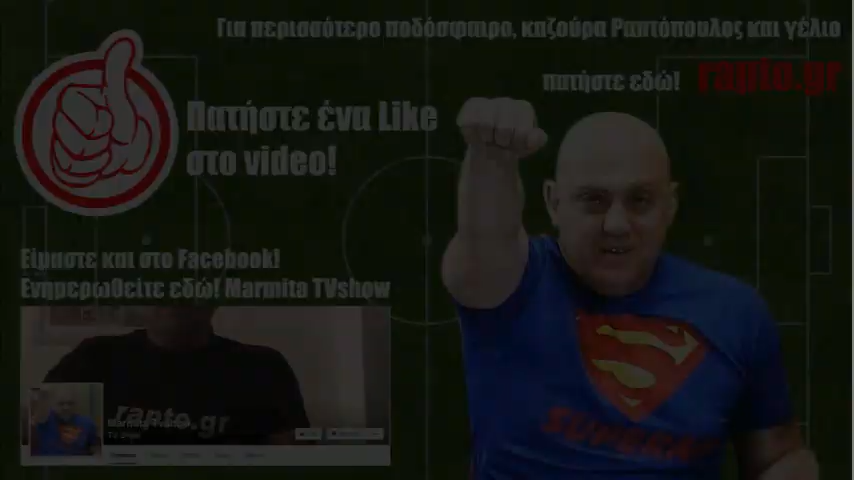 Για περισσότερο ποδόσφαιρο, καζούρα Ραπτόπουλος και γέλιο
πατήστε εδώ! rapto.gr
Πατήστε ένα Like
στο video!
Είμαστε και στο Facebook!
Ενημερωθείτε εδώ! Marmita TVshow
rapto.gr